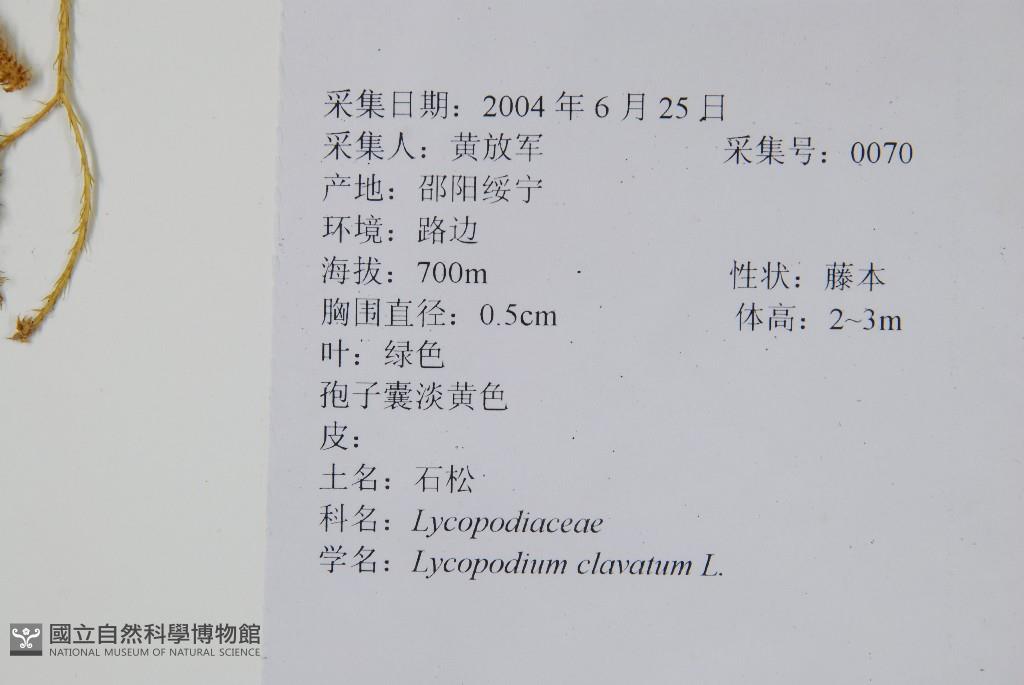 采集日期：2004 年 6 月 25 日
采集人：黄放军 采集号：0070
产地：邵阳绥宁
环境：路边
海拔：700m 性状：藤本
胸围直径：0.5cm 体高：2~3m
叶：绿色
孢子囊淡黄色
皮：
土名：石松
科名：Lycopodiaceae
学名：Lycopodium clavatum L.
國立自然科學博物館
NATIONAL MUSEUM OF NATURAL SCIENCE